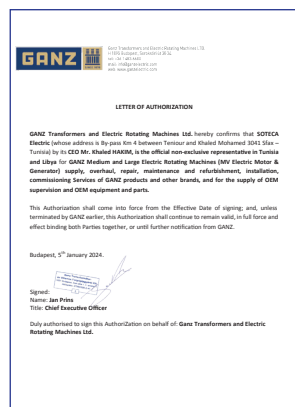 GANZ
Ganz Transformers and Electric Rotating Machines Ltd.
LETTER OF AUTHORIZATION
GANZ Transformers and Electric Rotating Machines Ltd. hereby confirms that SOTECA
Electric (whose address is By-pass Km 4 between Teniour and Khaled Mohamed 3041 Sfax –
Tunisia) by its CEO Mr. Khaled HAKIM, is the official non-exclusive representative in Tunisia
and Libya for GANZ Medium and Large Electric Rotating Machines (MV Electric Motor &
Generator) supply, overhaul, repair, maintenance and refurbishment, installation,
commissioning Services of GANZ products and other brands, and for the supply of OEM
supervision and OEM equipment and parts.
This Authorization shall come into force from the Effective Date of signing; and, unless
terminated by GANZ earlier, this Authorization shall continue to remain valid, in full force and
effect binding both Parties together, or until further notification from GANZ.
Budapest, 5th January 2024.
Signed:
Name: Jan Prins
Title: Chief Executive Officer
Duly authorised to sign this AuthoriZation on behalf of: Ganz Transformers and Electric
Rotating Machines Ltd.